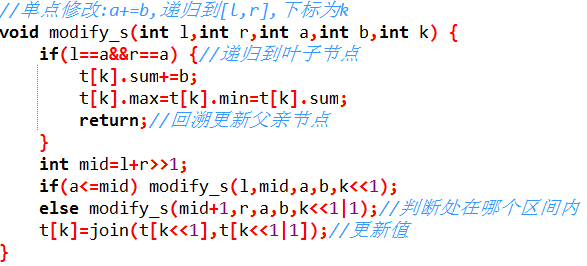 //单点修改:a+=b,递归到[l,r],下标为k
void modify_s(int l,int r,int a,int b,int k) {
    if(l==a&&r==a) {//递归到叶子节点
        t[k].sum+=b;
        t[k].max=t[k].min=t[k].sum;
        return;//回溯更新父亲节点
    }
    int mid=l+r>>1;
    if(a<=mid) modify_s(l,mid,a,b,k<<1);
    else modify_s(mid+1,r,a,b,k<<1|1);//判断处在哪个区间内
    t[k]=join(t[k<<1],t[k<<1|1]);//更新值
}